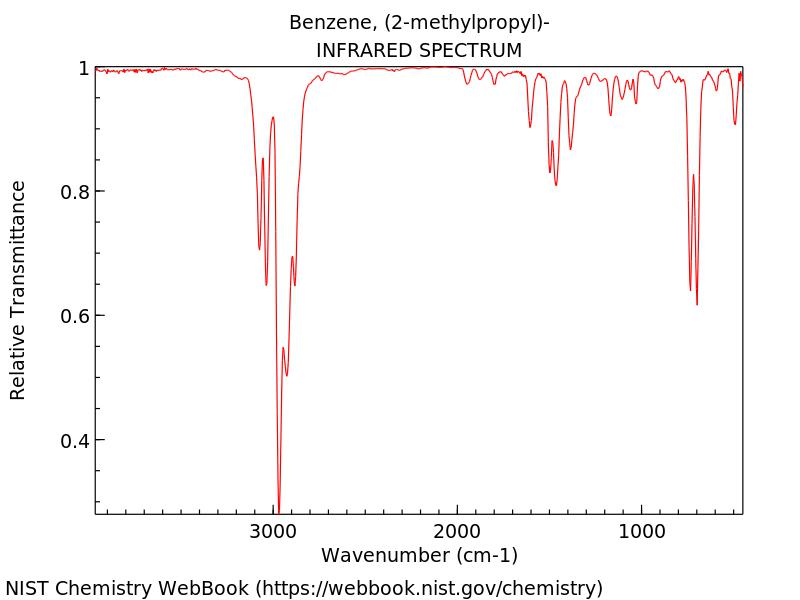 Benzene, (2-methylpropyl)-
INFRARED SPECTRUM
1
0.8
0.6
0.4
Relative Transmittance
3000 2000 1000
Wavenumber (cm-1)
NIST Chemistry WebBook (https://webbook.nist.gov/chemistry)